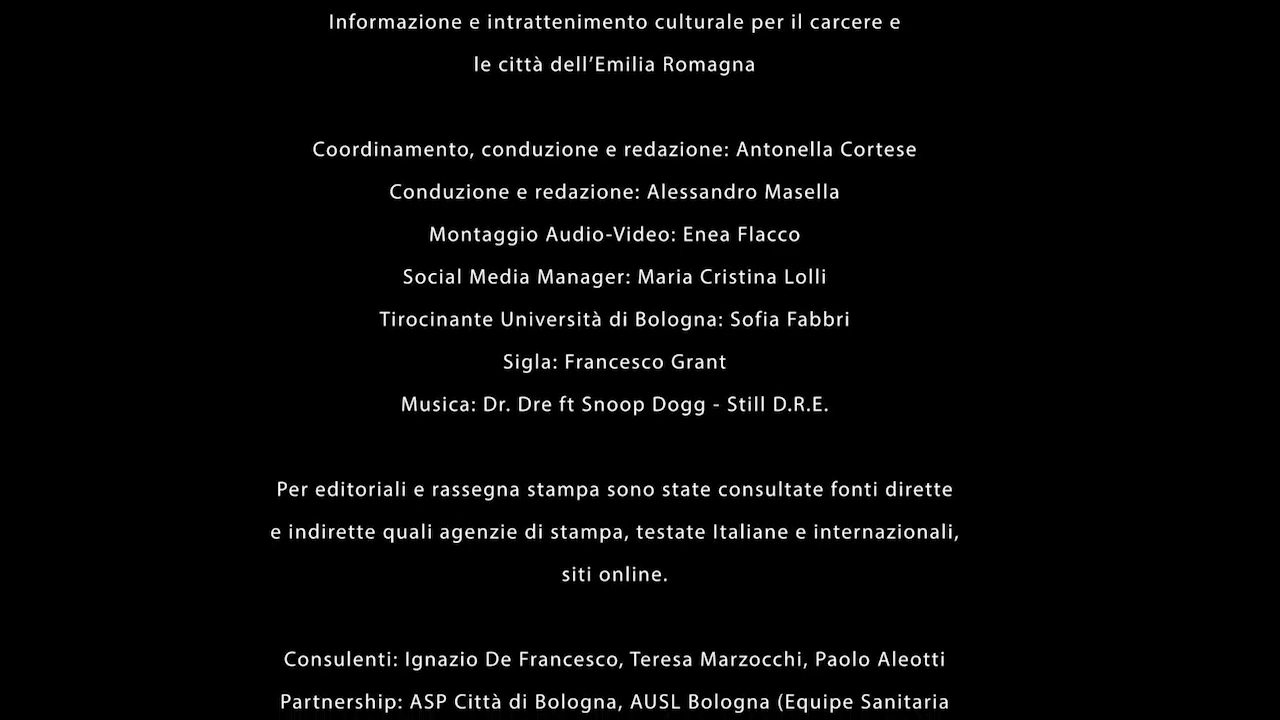 Informazione e intrattenimento culturale per il carcere e
le città dell’Emilia Romagna
Coordinamento, conduzione e redazione: Antonella Cortese
Conduzione e redazione: Alessandro Masella
Montaggio Audio-Video: Enea Flacco
Social Media Manager: Maria Cristina Lolli
Tirocinante Università di Bologna: Sofia Fabbri
Sigla: Francesco Grant
Musica: Dr. Dre ft Snoop Dogg - Still D.R.E.
Per editoriali e rassegna stampa sono state consultate fonti dirette
e indirette quali agenzie di stampa, testate Italiane e internazionali,
siti online.
Consulenti: Ignazio De Francesco, Teresa Marzocchi, Paolo Aleotti
Partnership: ASP Città di Bologna, AUSL Bologna (Equipe Sanitaria